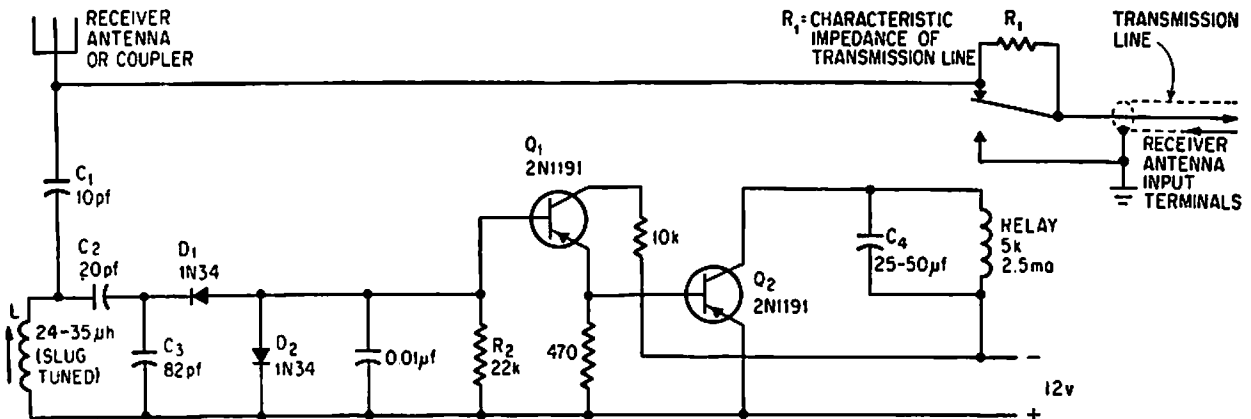 RECEIVER
ANTENNA
OR COUPLER
R₁=CHARACTERISTIC
IMPEDANCE OF
TRANSMISSION LINE
R₁
TRANSMISSION
LINE
RECEIVER
ANTENNA
INPUT
TERMINALS
C₁
10pf
C₂
20pf
D₁
1N34
L
24-35μh
(SLUG
TUNED)
C₃
82pf
D₂
1N34
0.01μf
R₂
22k
470
Q₁
2N1191
10k
Q₂
2N1191
C₄
25-50μf
RELAY
5k
2.5ma
−
12v
+